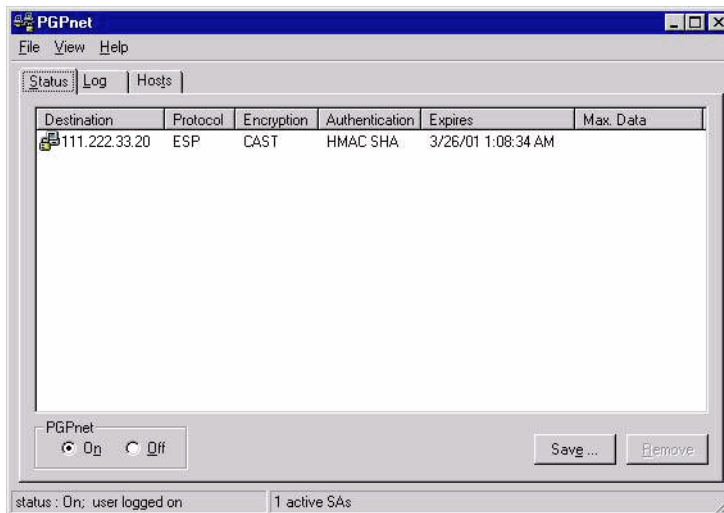 PGPnet
File View Help
Status Log Hosts
Destination Protocol Encryption Authentication Expires Max. Data
111.222.33.20 ESP CAST HMAC SHA 3/26/01 1:08:34 AM
PGPnet
On Off Save ... Remove
status : On; user logged on 1 active SAs